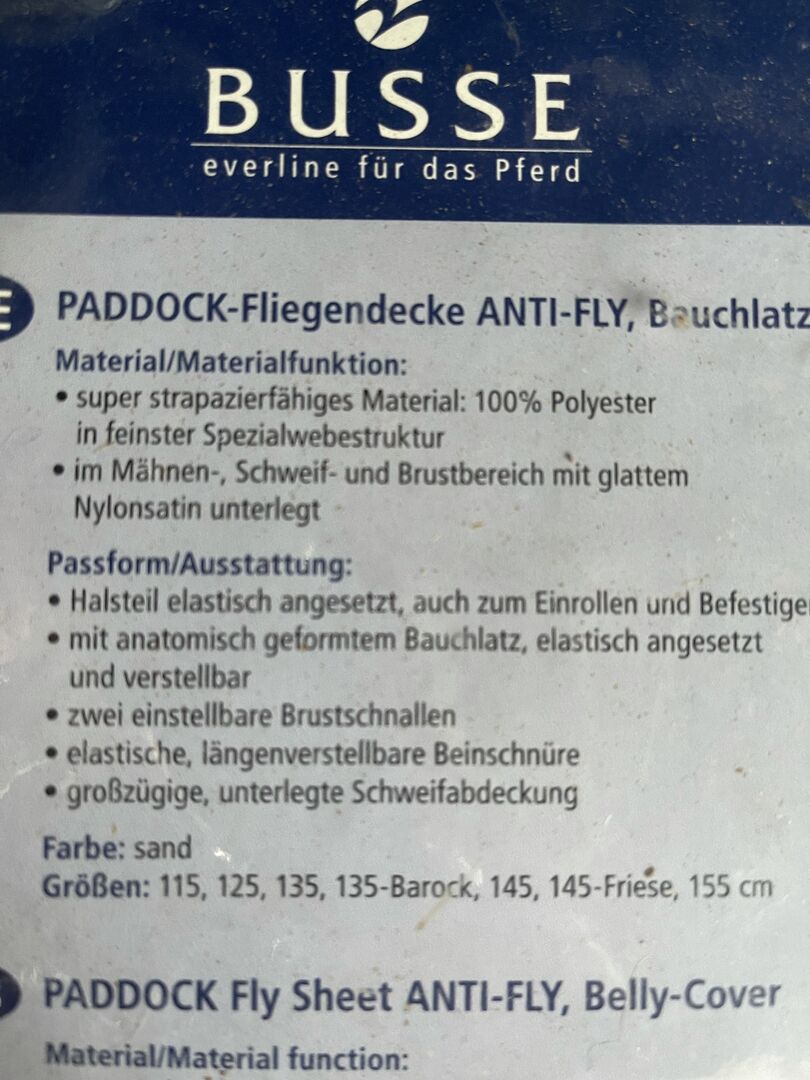 BUSSE
everline für das Pferd
E PADDOCK-Fliegendecke ANTI-FLY, Bauchlatz
Material/Materialfunktion:
• super strapazierfähiges Material: 100% Polyester
in feinster Spezialwebestruktur
• im Mähnen-, Schweif- und Brustbereich mit glattem
Nylonsatin unterlegt
Passform/Ausstattung:
• Halsteil elastisch angesetzt, auch zum Einrollen und Befestigen
• mit anatomisch geformtem Bauchlatz, elastisch angesetzt
und verstellbar
• zwei einstellbare Brustschnallen
• elastische, längenverstellbare Beinschnüre
• großzügige, unterlegte Schweifabdeckung
Farbe: sand
Größen: 115, 125, 135, 135-Barock, 145, 145-Friese, 155 cm
PADDOCK Fly Sheet ANTI-FLY, Belly-Cover
Material/Material function: